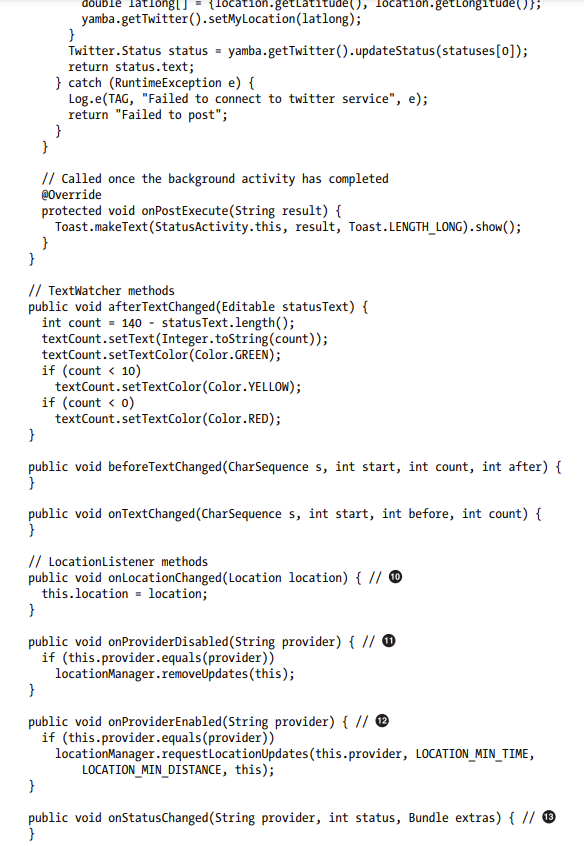 double latlong[] = {location.getLatitude(), location.getLongitude()};
yamba.getTwitter().setMyLocation(latlong);
}
Twitter.Status status = yamba.getTwitter().updateStatus(statuses[0]);
return status.text;
} catch (RuntimeException e) {
Log.e(TAG, "Failed to connect to twitter service", e);
return "Failed to post";
}
}
// Called once the background activity has completed
@Override
protected void onPostExecute(String result) {
Toast.makeText(StatusActivity.this, result, Toast.LENGTH_LONG).show();
}
}
// TextWatcher methods
public void afterTextChanged(Editable statusText) {
int count = 140 - statusText.length();
textCount.setText(Integer.toString(count));
textCount.setTextColor(Color.GREEN);
if (count < 10)
textCount.setTextColor(Color.YELLOW);
if (count < 0)
textCount.setTextColor(Color.RED);
}
public void beforeTextChanged(CharSequence s, int start, int count, int after) {
}
public void onTextChanged(CharSequence s, int start, int before, int count) {
}
// LocationListener methods
public void onLocationChanged(Location location) { // ❿
this.location = location;
}
public void onProviderDisabled(String provider) { // ⓫
if (this.provider.equals(provider))
locationManager.removeUpdates(this);
}
public void onProviderEnabled(String provider) { // ⓬
if (this.provider.equals(provider))
locationManager.requestLocationUpdates(this.provider, LOCATION_MIN_TIME,
LOCATION_MIN_DISTANCE, this);
}
public void onStatusChanged(String provider, int status, Bundle extras) { // ⓭
}